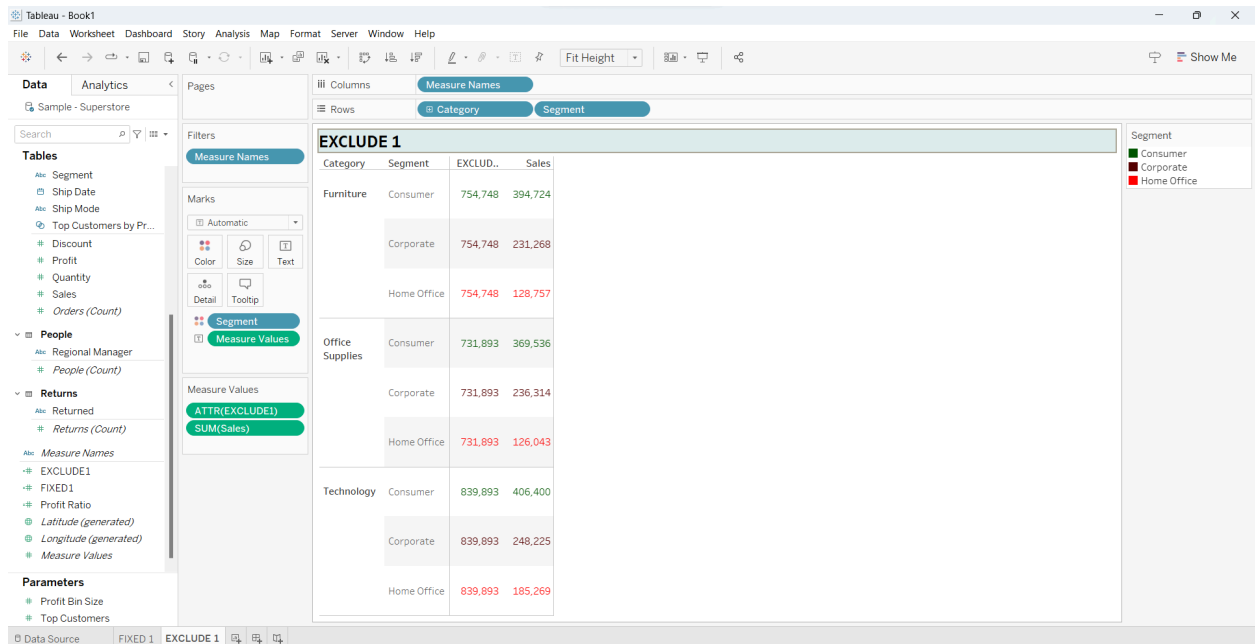 Tableau - Book1
File Data Worksheet Dashboard Story Analysis Map Format Server Window Help
Fit Height
Show Me
Data Analytics
Sample - Superstore
Search
Tables
Abc Segment
Ship Date
Abc Ship Mode
Top Customers by Pr...
# Discount
# Profit
# Quantity
# Sales
# Orders (Count)
People
Abc Regional Manager
# People (Count)
Returns
Abc Returned
# Returns (Count)
Abc Measure Names
=# EXCLUDE1
=# FIXED1
=# Profit Ratio
Latitude (generated)
Longitude (generated)
# Measure Values
Parameters
# Profit Bin Size
# Top Customers
Pages
Filters
Measure Names
Marks
Automatic
Color Size Text
Detail Tooltip
Segment
Measure Values
Measure Values
ATTR(EXCLUDE1)
SUM(Sales)
Columns Measure Names
Rows Category Segment
EXCLUDE 1
Category Segment EXCLUD.. Sales
Furniture Consumer 754,748 394,724
Corporate 754,748 231,268
Home Office 754,748 128,757
Office Supplies Consumer 731,893 369,536
Corporate 731,893 236,314
Home Office 731,893 126,043
Technology Consumer 839,893 406,400
Corporate 839,893 248,225
Home Office 839,893 185,269
Segment
Consumer
Corporate
Home Office
Data Source FIXED 1 EXCLUDE 1